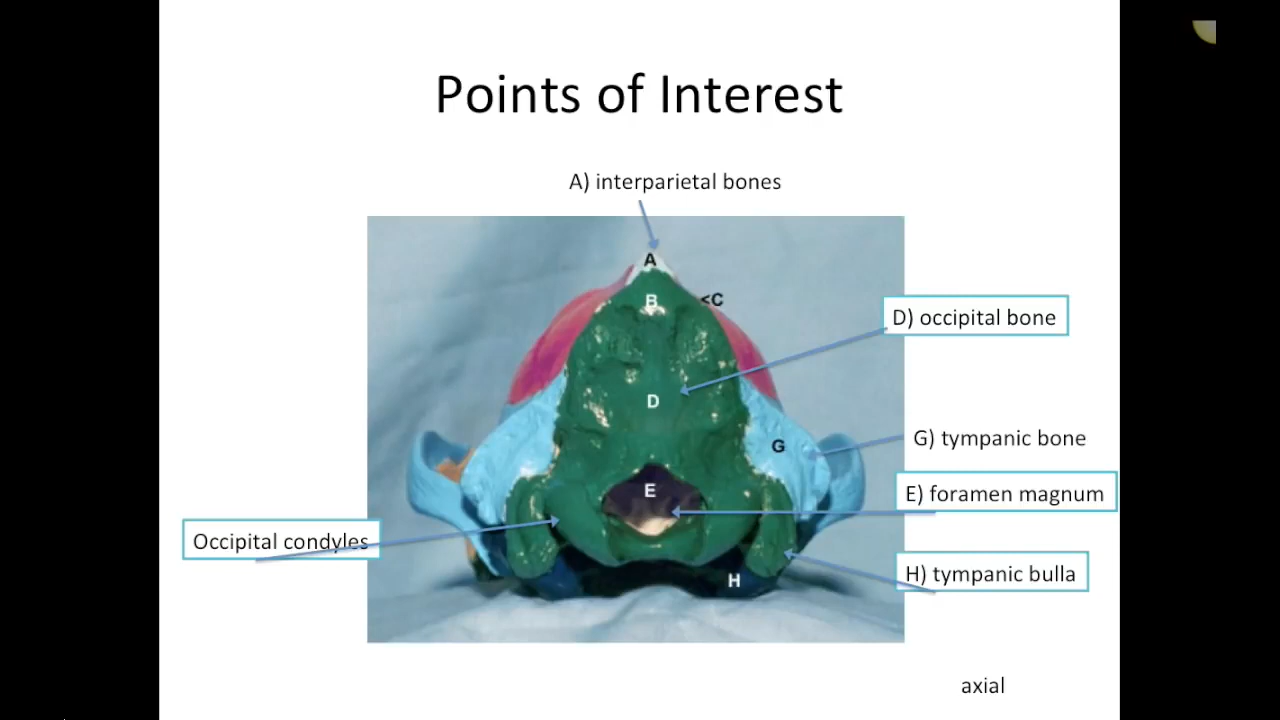 Points of Interest
A) interparietal bones
A
B
<C
D) occipital bone
D
G
G) tympanic bone
E
E) foramen magnum
Occipital condyles
H
H) tympanic bulla
axial